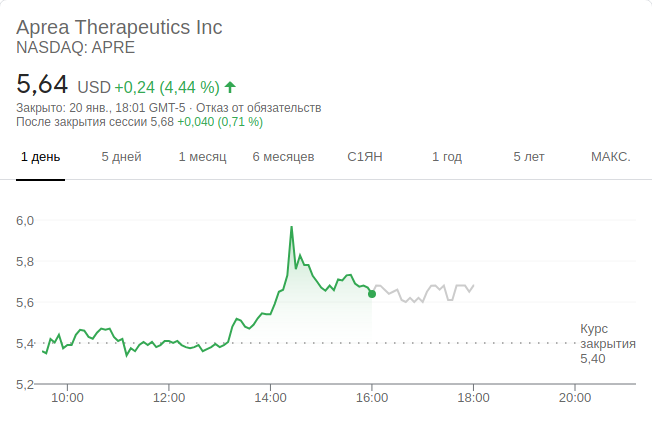 Aprea Therapeutics Inc
NASDAQ: APRE
5,64 USD +0,24 (4,44 %)
Закрыто: 20 янв., 18:01 GMT-5 · Отказ от обязательств
После закрытия сессии 5,68 +0,040 (0,71 %)
1 день 5 дней 1 месяц 6 месяцев С1ЯН 1 год 5 лет МАКС.
6,0
5,8
5,6
5,4
5,2
Курс
закрытия
5,40
10:00 12:00 14:00 16:00 18:00 20:00